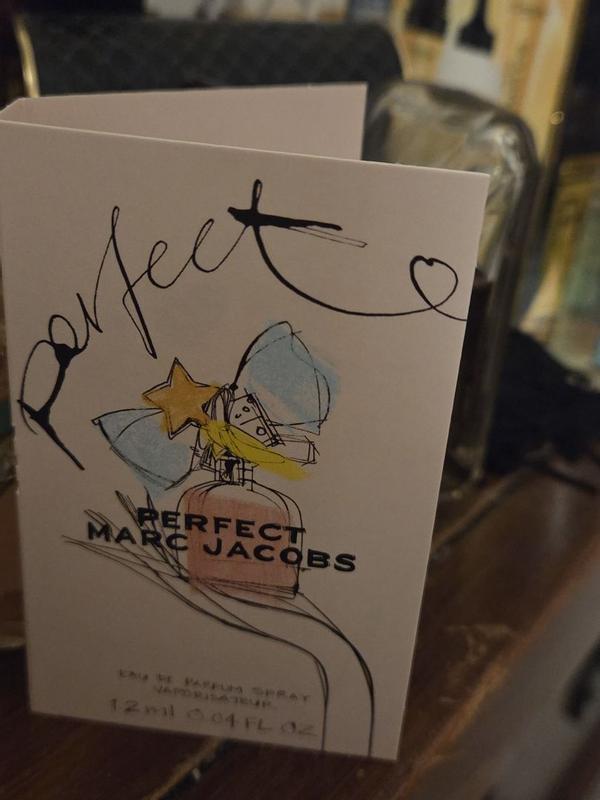 perfect
PERFECT
MARC JACOBS
EAU DE PARFUM SPRAY
VAPORISATEUR
1.2 ml 0.04 FL OZ